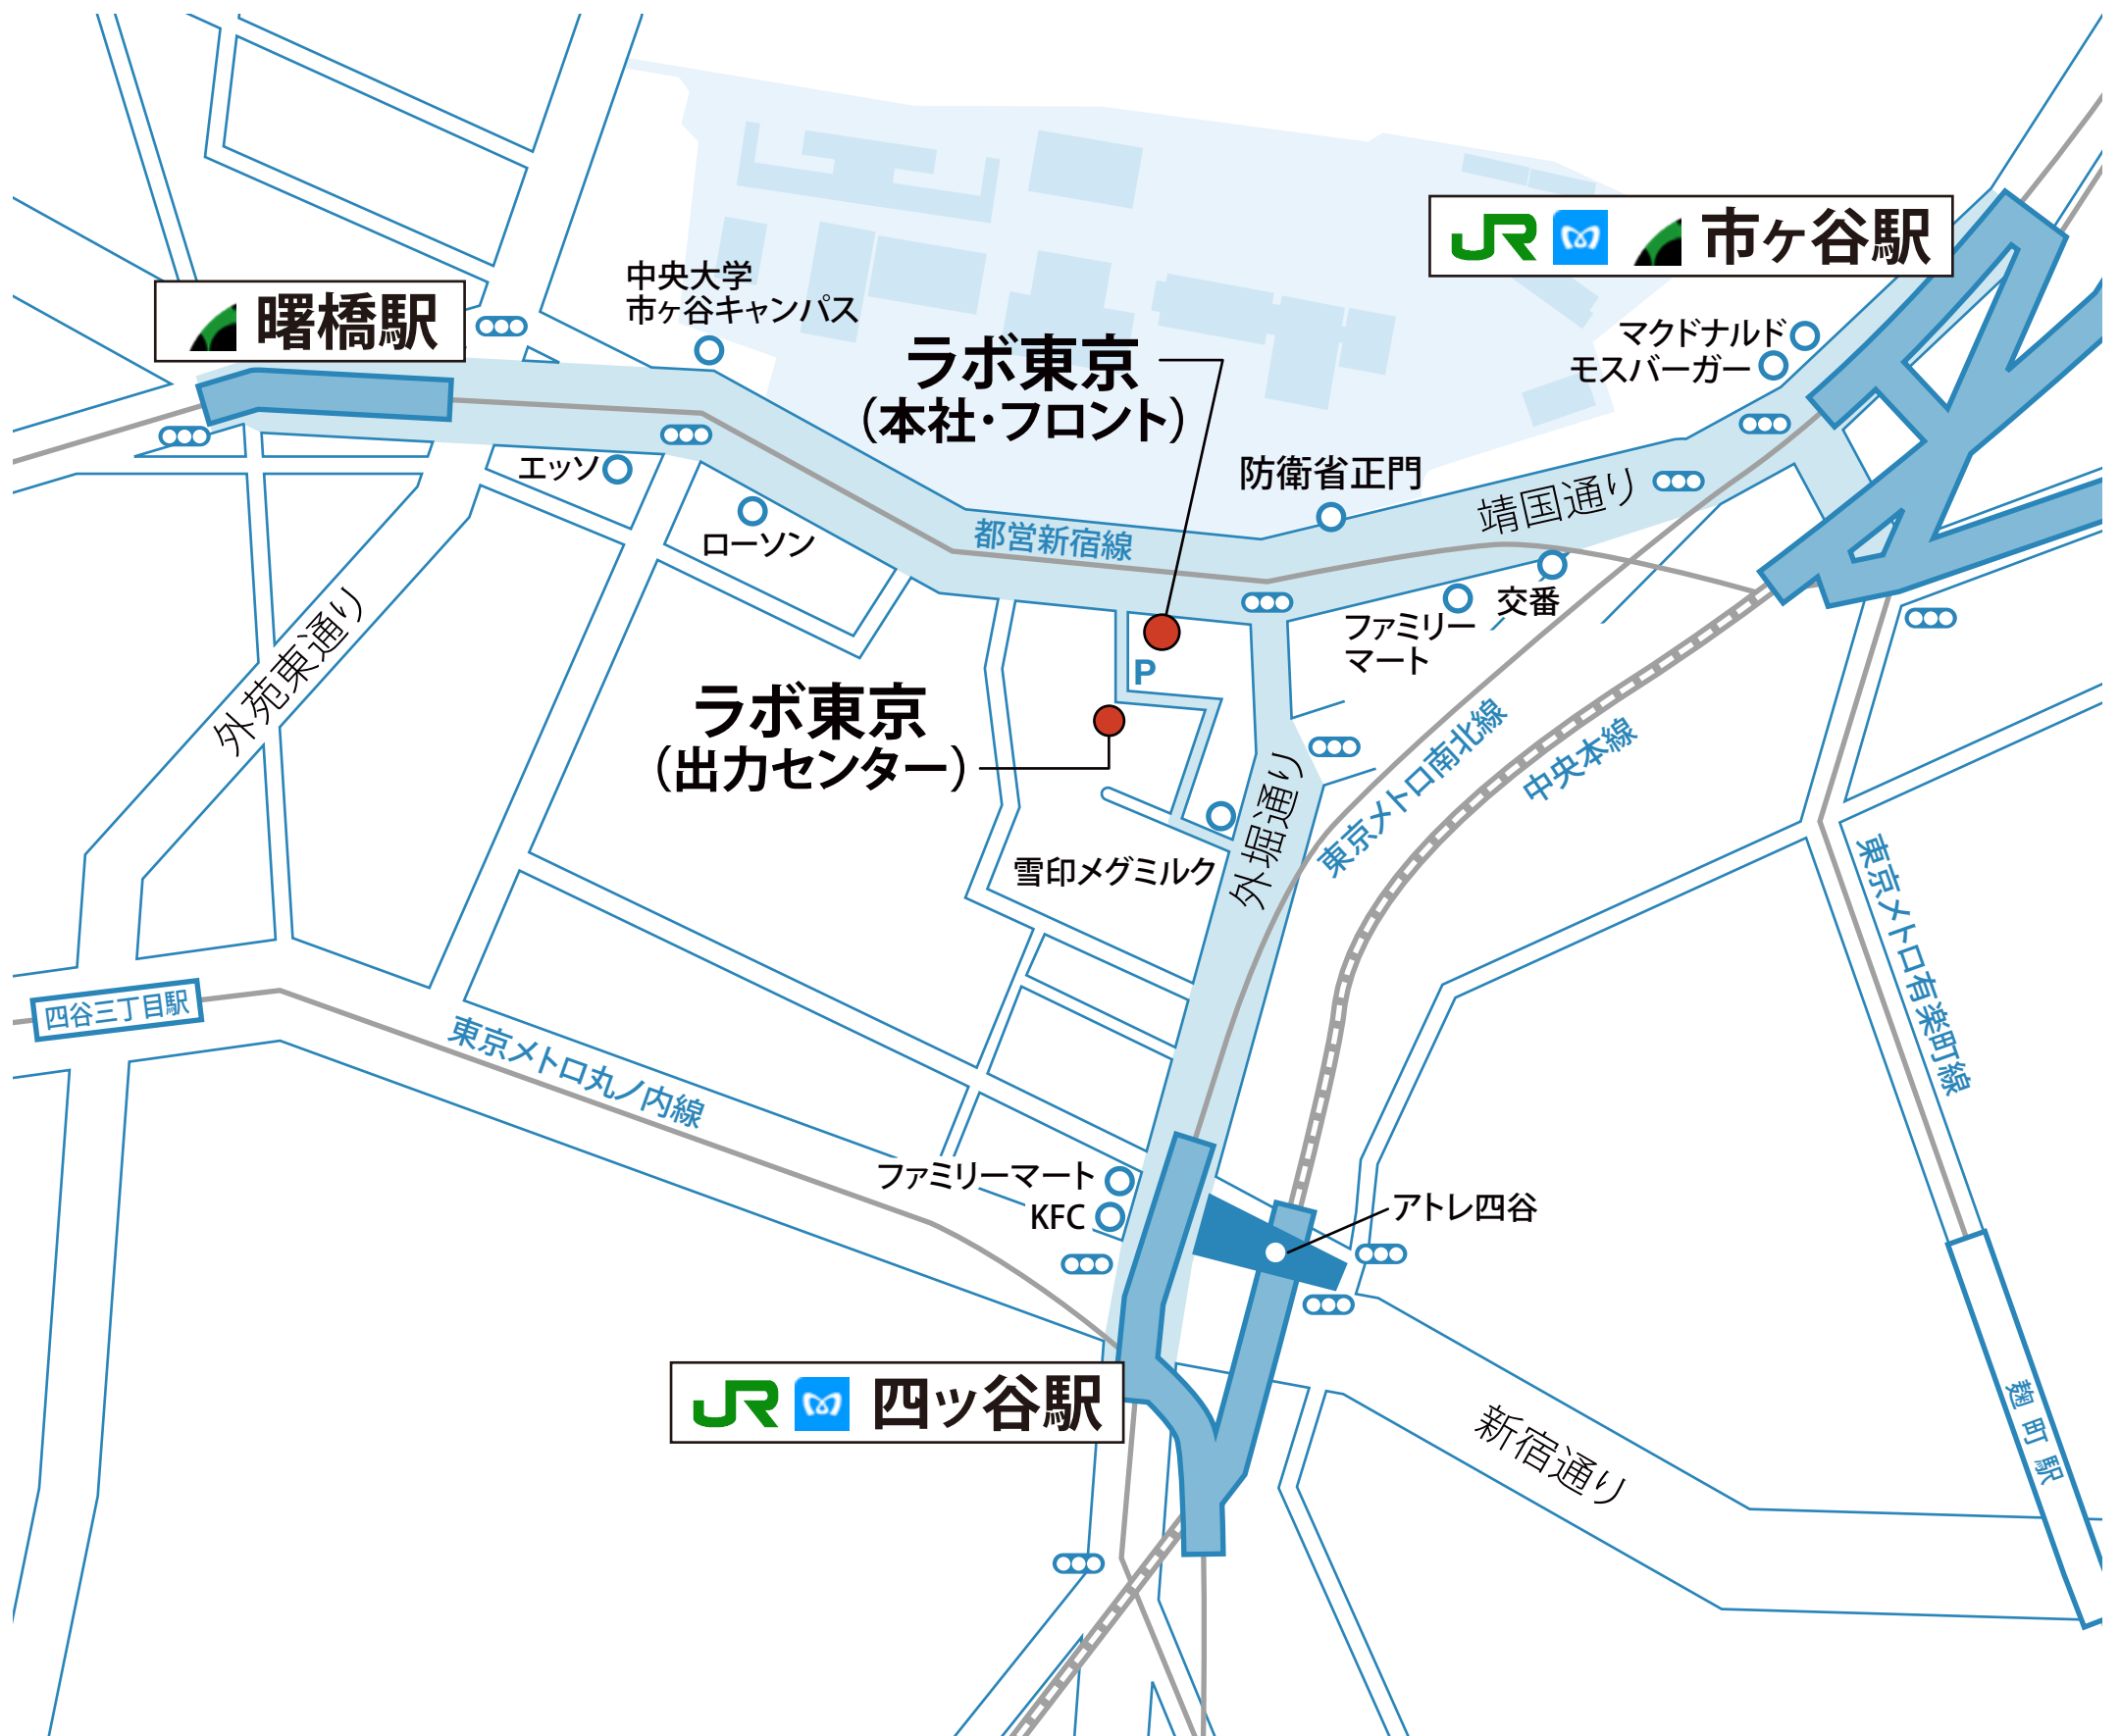 JR 市ヶ谷駅
中央大学
市ヶ谷キャンパス
曙橋駅
マクドナルド
モスバーガー
ラボ東京
（本社・フロント）
エッソ
防衛省正門
靖国通り
ローソン
都営新宿線
交番
ファミリー
マート
外苑東通り
P
ラボ東京
（出力センター）
外堀通り
東京メトロ南北線
中央本線
雪印メグミルク
東京メトロ有楽町線
四谷三丁目駅
東京メトロ丸ノ内線
ファミリーマート
KFC
アトレ四谷
JR 四ッ谷駅
新宿通り
麹町駅